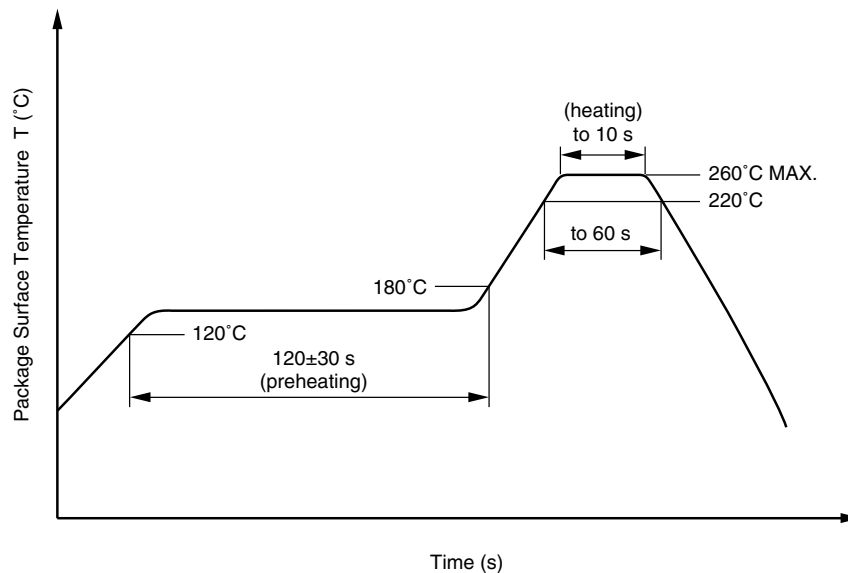 Package Surface Temperature T (˚C)
(heating)
to 10 s
260˚C MAX.
220˚C
to 60 s
180˚C
120˚C
120±30 s
(preheating)
Time (s)